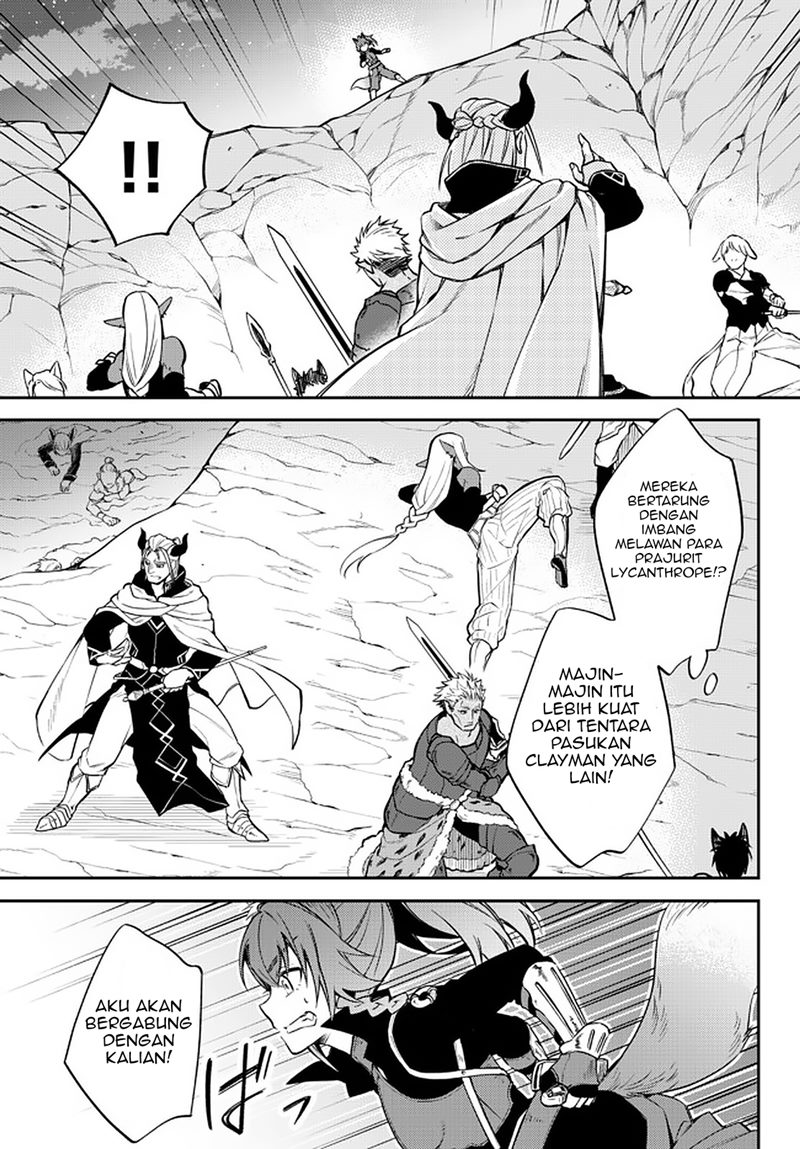 !!
MEREKA
BERTARUNG
DENGAN
IMBANG
MELAWAN PARA
PRAJURIT
LYCANTHROPE!?
MAJIN-
MAJIN ITU
LEBIH KUAT
DARI TENTARA
PASUKAN
CLAYMAN YANG
LAIN!
AKU AKAN
BERGABUNG
DENGAN
KALIAN!
ばっ